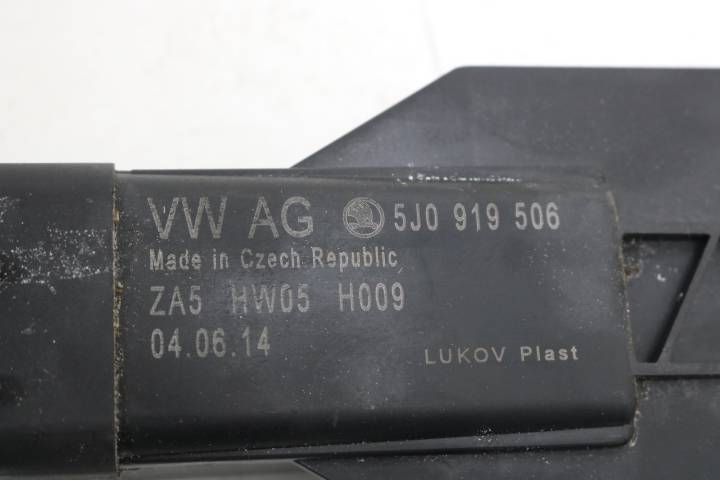 VW AG 5J0 919 506
Made in Czech Republic
ZA5 HW05 H009
04.06.14
LUKOV Plast